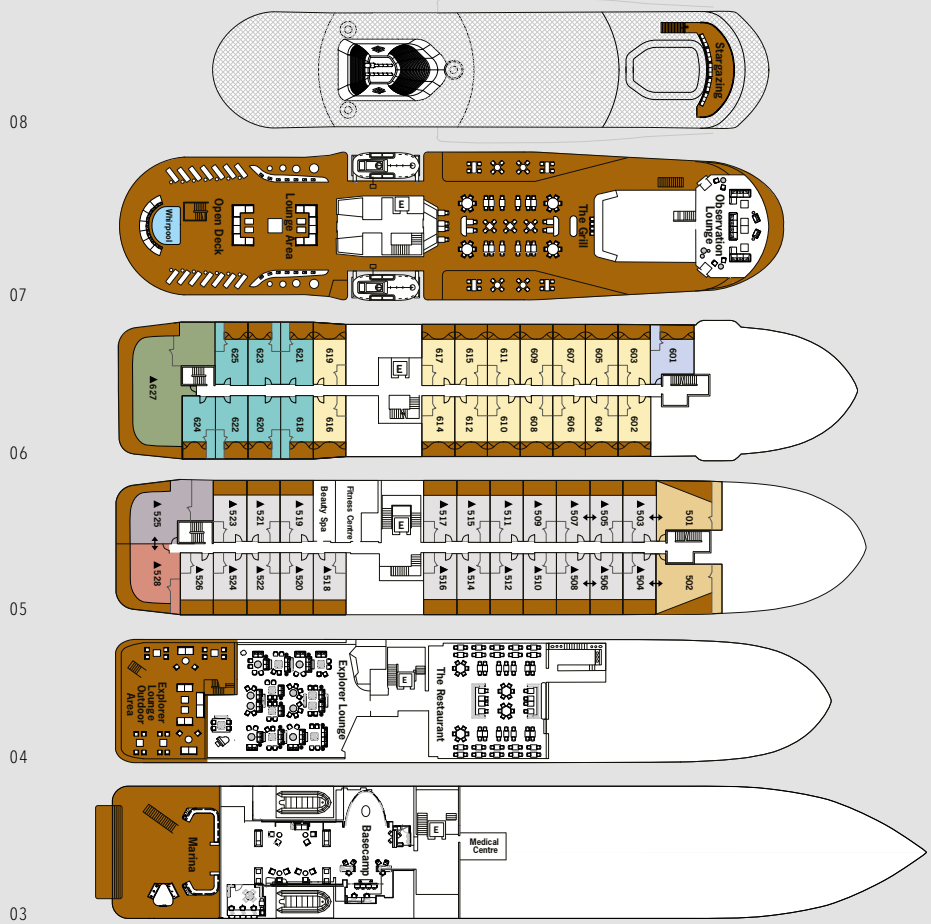 Stargazing
08
Whirpool
Open Deck
Lounge Area
E
The Grill
Observation
Lounge &
07
▲627
625
623
621
619
617
615
611
609
607
605
603
601
E
624
622
620
618
616
614
612
610
608
606
604
602
06
▲525
▲523
▲521
▲519
Beauty Spa
Fitness Centre
E
▲517
▲515
▲511
▲509
▲507
▲505
▲503
501
▲528
▲526
▲524
▲522
▲520
▲518
▲516
▲514
▲512
▲510
▲508
▲506
▲504
502
05
Explorer
Lounge
Outdoor
Area
Explorer Lounge
E
The Restaurant
04
Marina
Basecamp
E
Medical
Centre
03